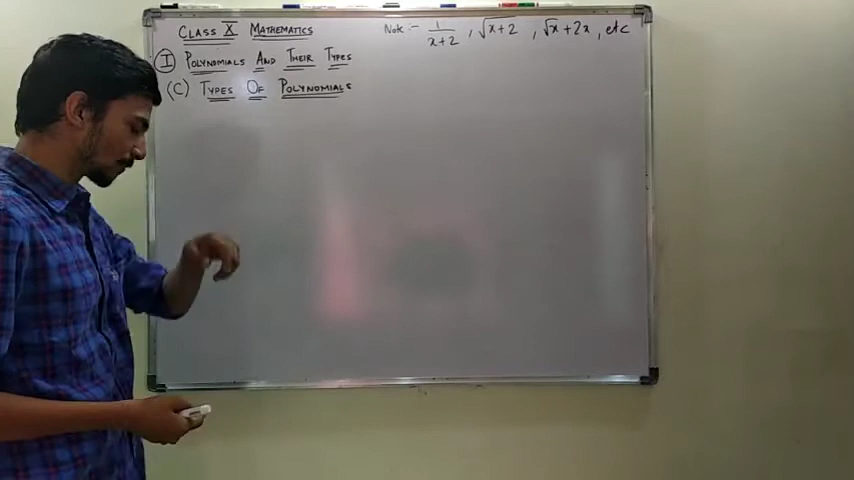 CLASS X MATHEMATICS
Note :- 1/(x+2) , √(x+2) , √x + 2x , etc
(I) POLYNOMIALS AND THEIR TYPES
(C) TYPES OF POLYNOMIALS